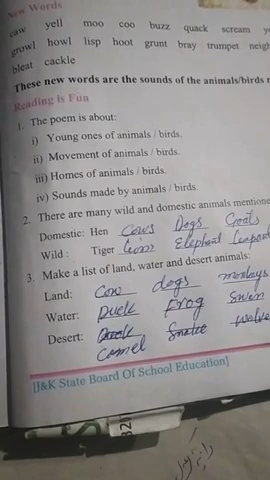 New Words
caw yell moo coo buzz quack scream
growl howl lisp hoot grunt bray trumpet neigh
bleat cackle
These new words are the sounds of the animals/birds
Reading is Fun
1. The poem is about:
i) Young ones of animals / birds.
ii) Movement of animals / birds.
iii) Homes of animals / birds.
iv) Sounds made by animals / birds.
2. There are many wild and domestic animals mentione
Domestic: Hen Cows Dogs Goats
Wild : Tiger lion Elephant Leopard
3. Make a list of land, water and desert animals:
Land: Cow dogs monkeys
Water: Duck Frog Swan
Desert: Snake
Camel
[J&K State Board Of School Education]